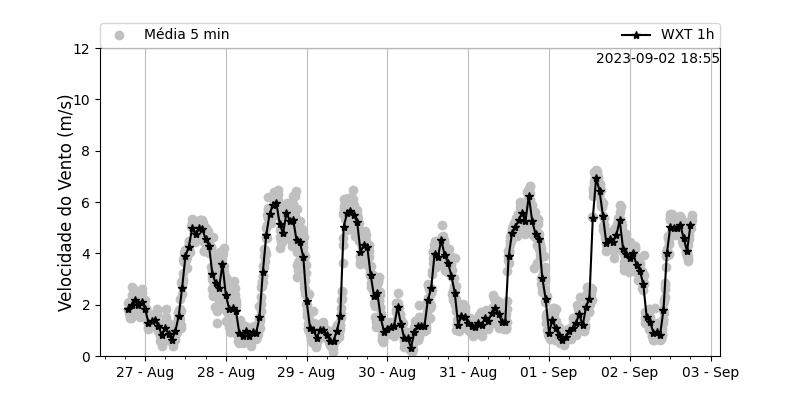 Média 5 min
WXT 1h
2023-09-02 18:55
Velocidade do Vento (m/s)
12
10
8
6
4
2
0
27 - Aug
28 - Aug
29 - Aug
30 - Aug
31 - Aug
01 - Sep
02 - Sep
03 - Sep